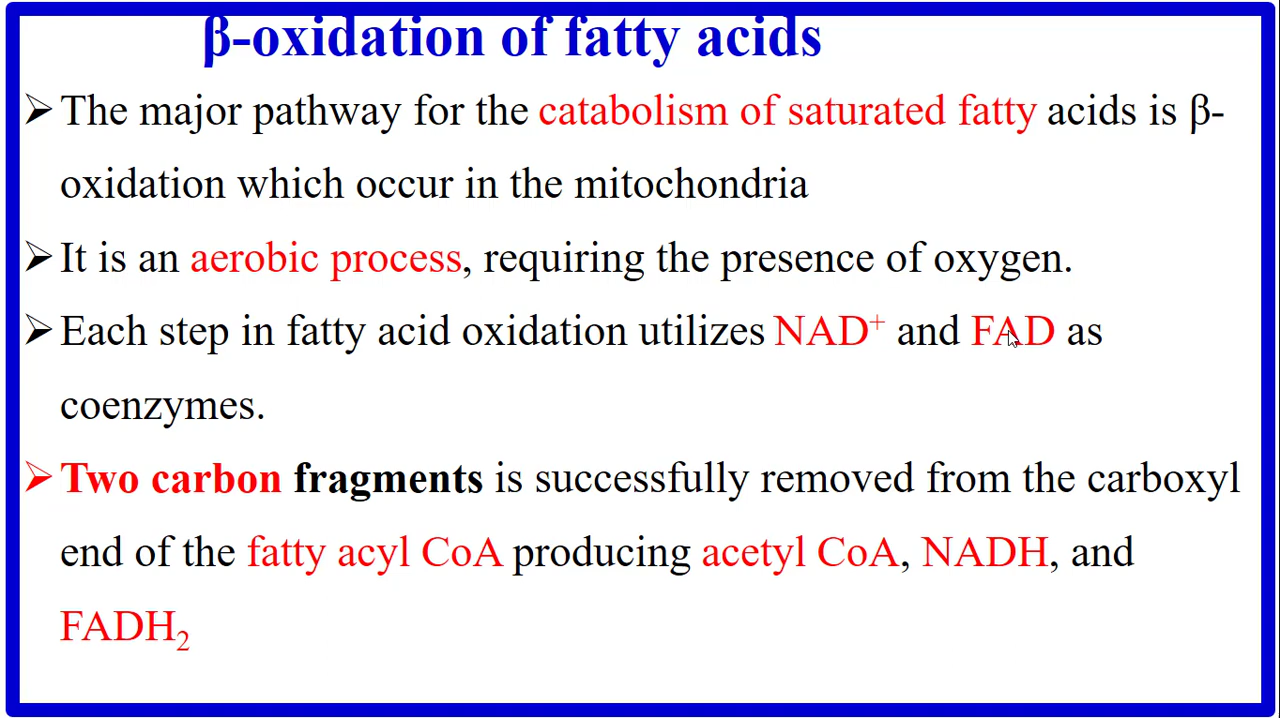 β-oxidation of fatty acids
➢ The major pathway for the catabolism of saturated fatty acids is β-
oxidation which occur in the mitochondria
➢ It is an aerobic process, requiring the presence of oxygen.
➢ Each step in fatty acid oxidation utilizes NAD⁺ and FAD as
coenzymes.
➢ Two carbon fragments is successfully removed from the carboxyl
end of the fatty acyl CoA producing acetyl CoA, NADH, and
FADH₂